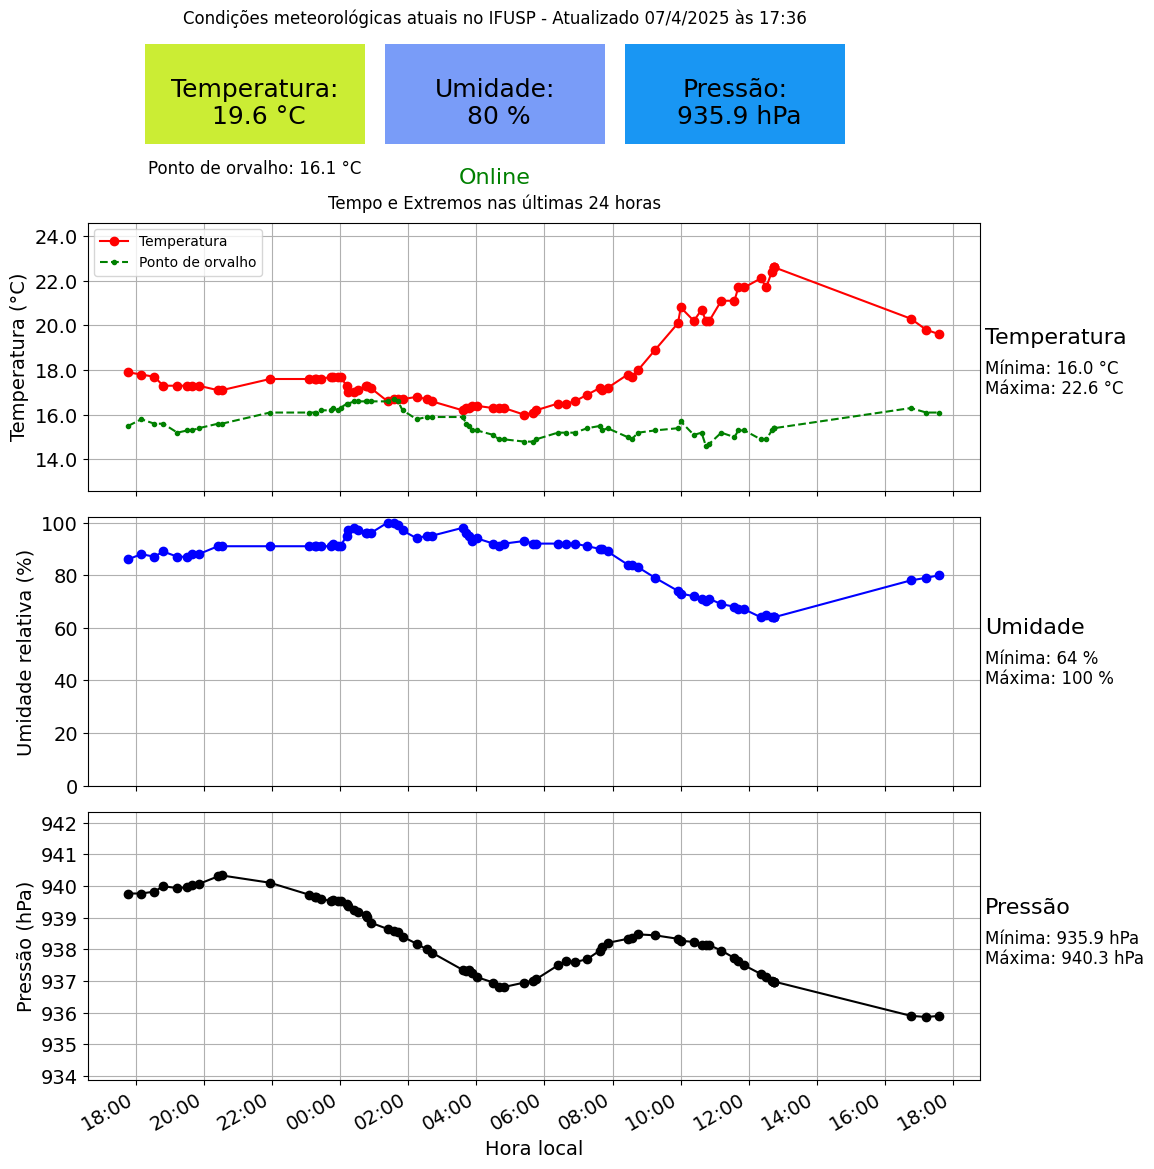 Condições meteorológicas atuais no IFUSP - Atualizado 07/4/2025 às 17:36
Temperatura:
19.6 °C
Umidade:
80 %
Pressão:
935.9 hPa
Ponto de orvalho: 16.1 °C
Online
Tempo e Extremos nas últimas 24 horas
Temperatura (°C)
24.0
22.0
20.0
18.0
16.0
14.0
Temperatura
Ponto de orvalho
Temperatura
Mínima: 16.0 °C
Máxima: 22.6 °C
Umidade relativa (%)
100
80
60
40
20
0
Umidade
Mínima: 64 %
Máxima: 100 %
Pressão (hPa)
942
941
940
939
938
937
936
935
934
Pressão
Mínima: 935.9 hPa
Máxima: 940.3 hPa
18:00 20:00 22:00 00:00 02:00 04:00 06:00 08:00 10:00 12:00 14:00 16:00 18:00
Hora local